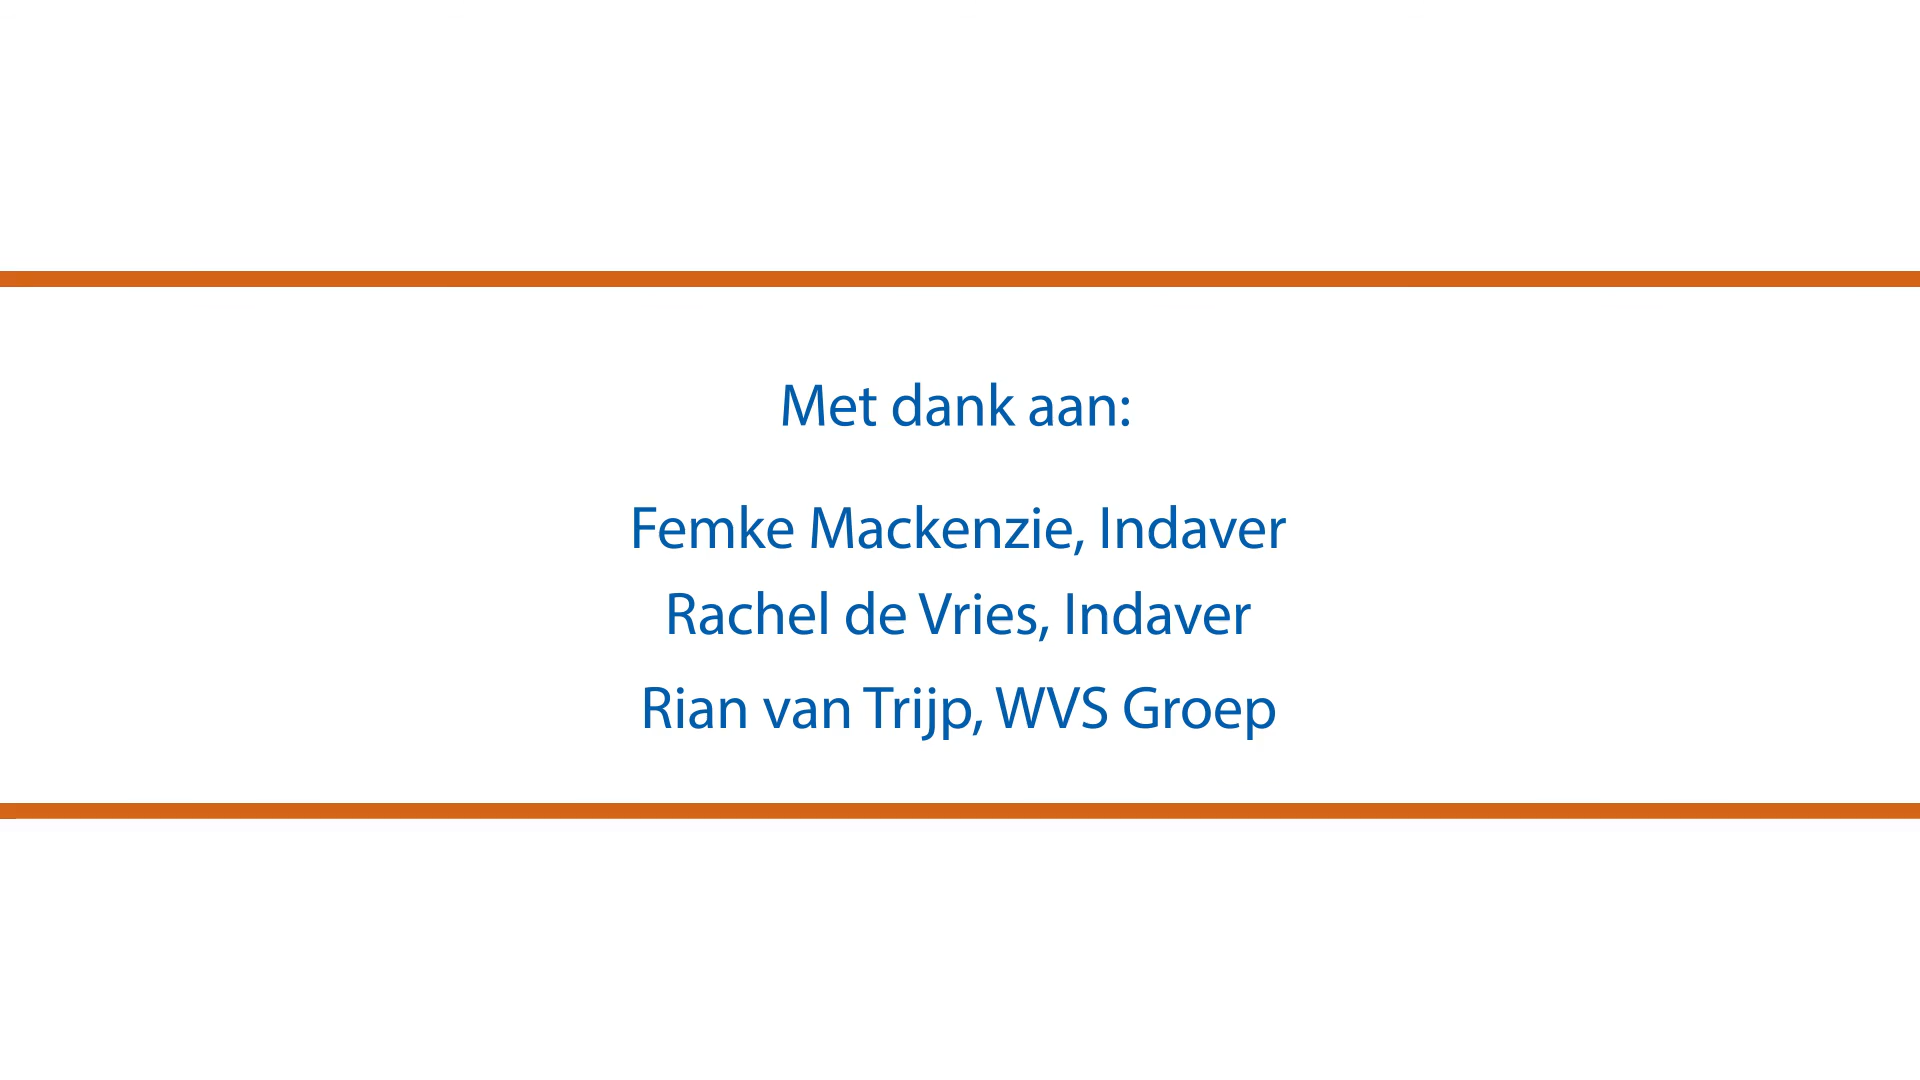 Met dank aan:
Femke Mackenzie, Indaver
Rachel de Vries, Indaver
Rian van Trijp, WVS Groep